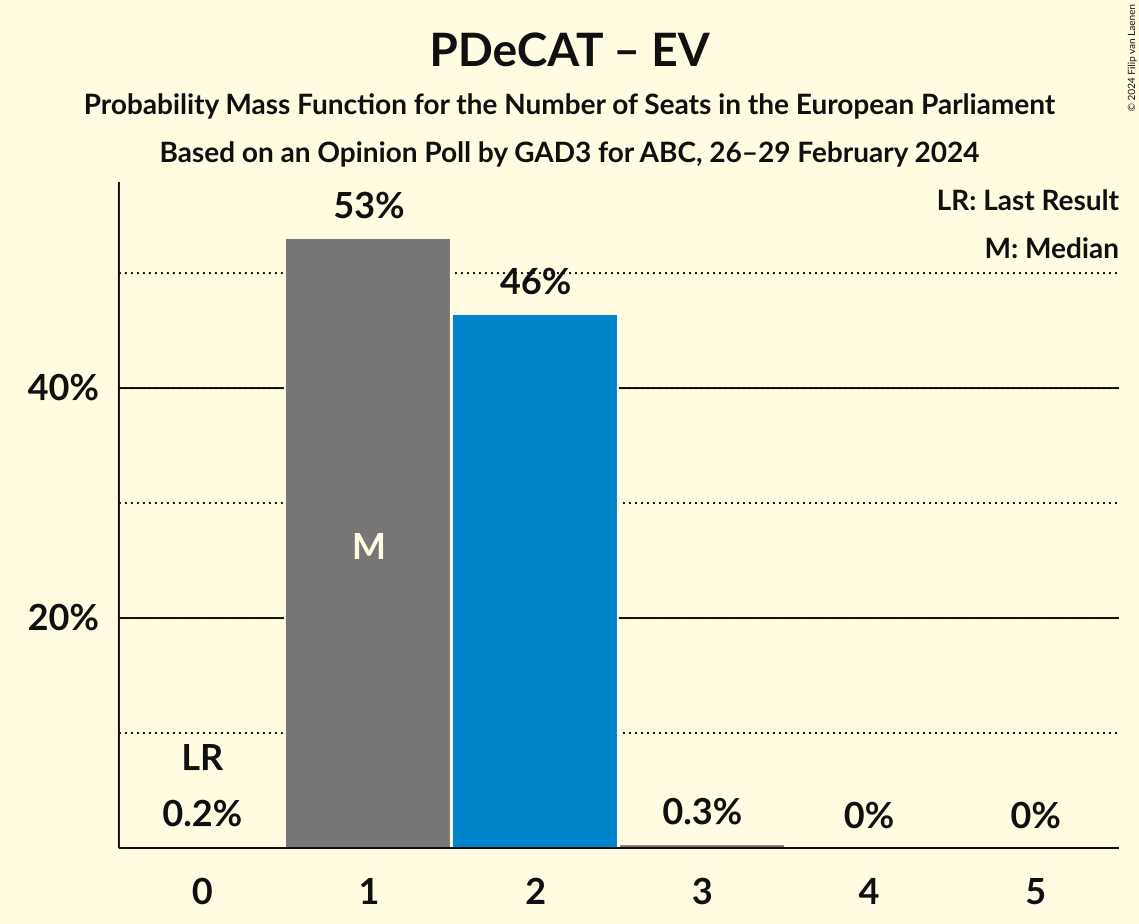 PDeCAT – EV
Probability Mass Function for the Number of Seats in the European Parliament
Based on an Opinion Poll by GAD3 for ABC, 26–29 February 2024
© 2024 Filip van Laenen
LR: Last Result
M: Median
53%
46%
40%
20%
M
LR
0.2%
0.3%
0%
0%
0 1 2 3 4 5